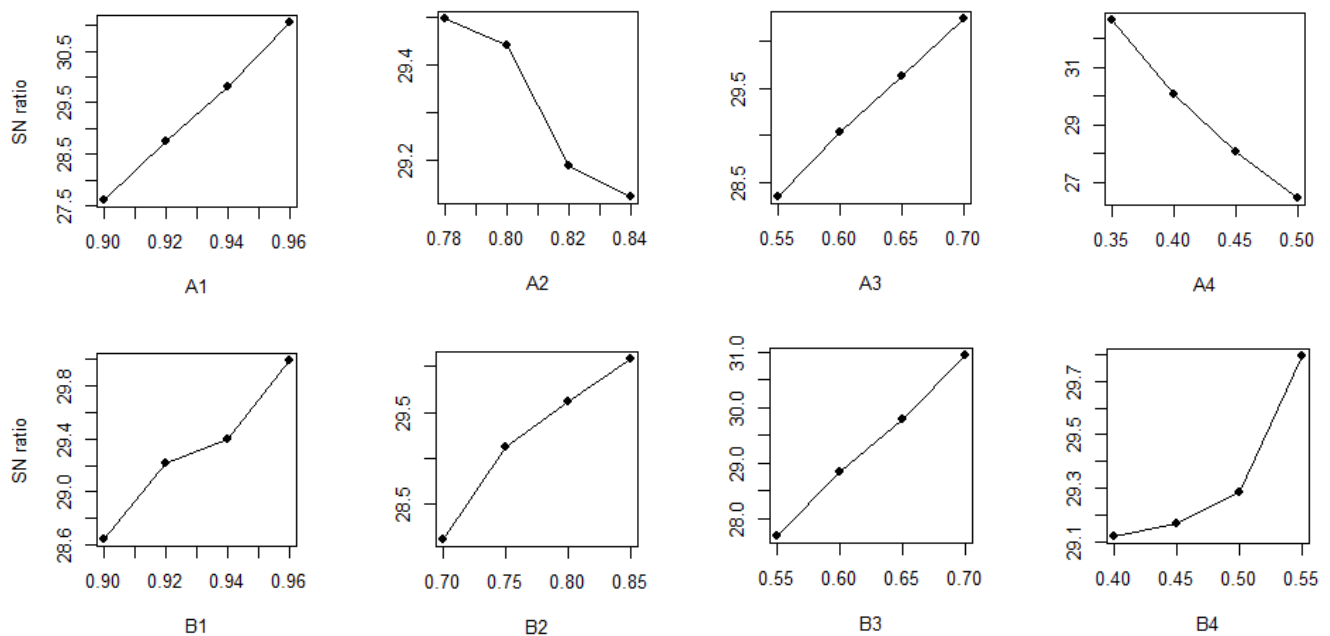 SN ratio
27.5 28.5 29.5 30.5
0.90 0.92 0.94 0.96
A1
29.2 29.4
0.78 0.80 0.82 0.84
A2
28.5 29.5
0.55 0.60 0.65 0.70
A3
27 29 31
0.35 0.40 0.45 0.50
A4
SN ratio
28.6 29.0 29.4 29.8
0.90 0.92 0.94 0.96
B1
28.5 29.5
0.70 0.75 0.80 0.85
B2
28.0 29.0 30.0 31.0
0.55 0.60 0.65 0.70
B3
29.1 29.3 29.5 29.7
0.40 0.45 0.50 0.55
B4